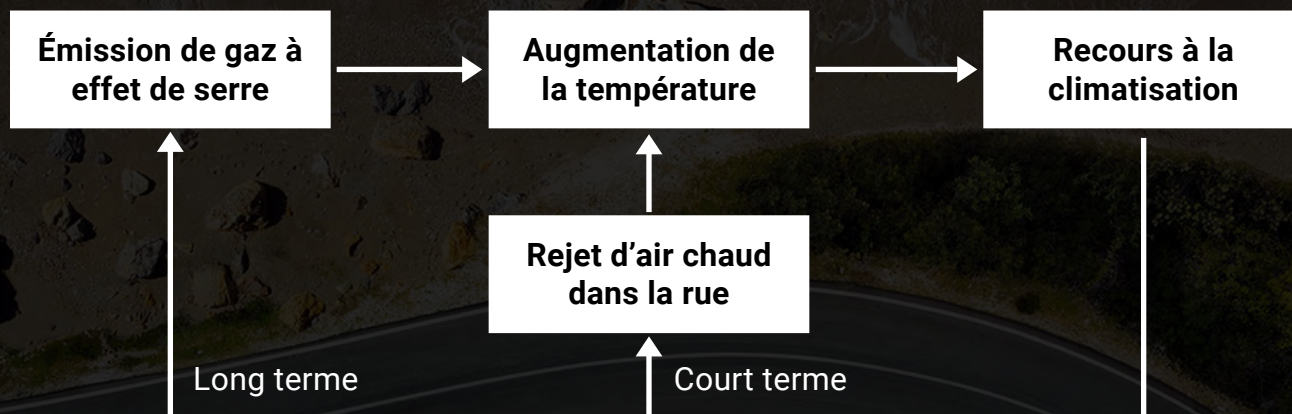 Émission de gaz à
effet de serre
Augmentation de
la température
Recours à la
climatisation
Rejet d’air chaud
dans la rue
Long terme
Court terme